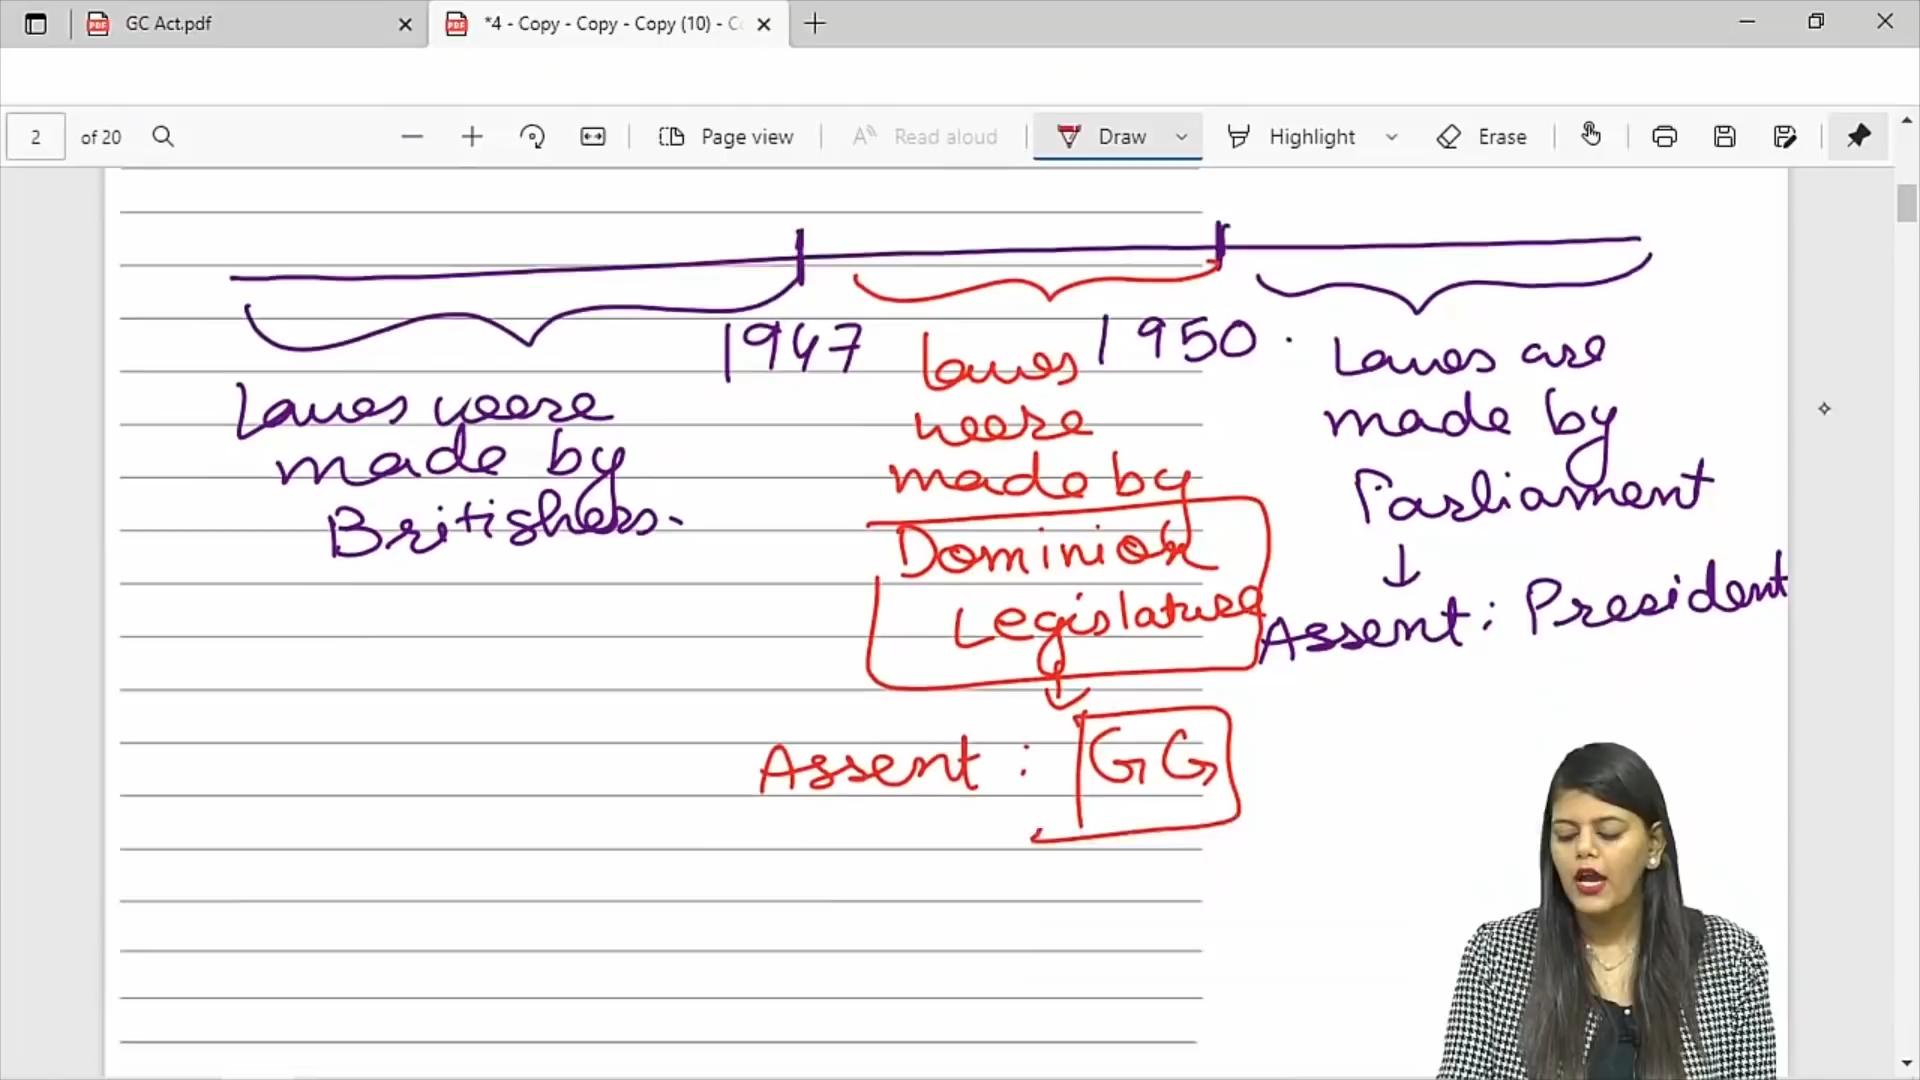 GC Act.pdf
*4 - Copy - Copy - Copy (10) - Co
2 of 20
Page view
Read aloud
Draw
Highlight
Erase
1947
1950
Laws were
made by
Britishers.
laws
were
made by
Dominion
Legislature
Assent : GG
Laws are
made by
Parliament
Assent : President